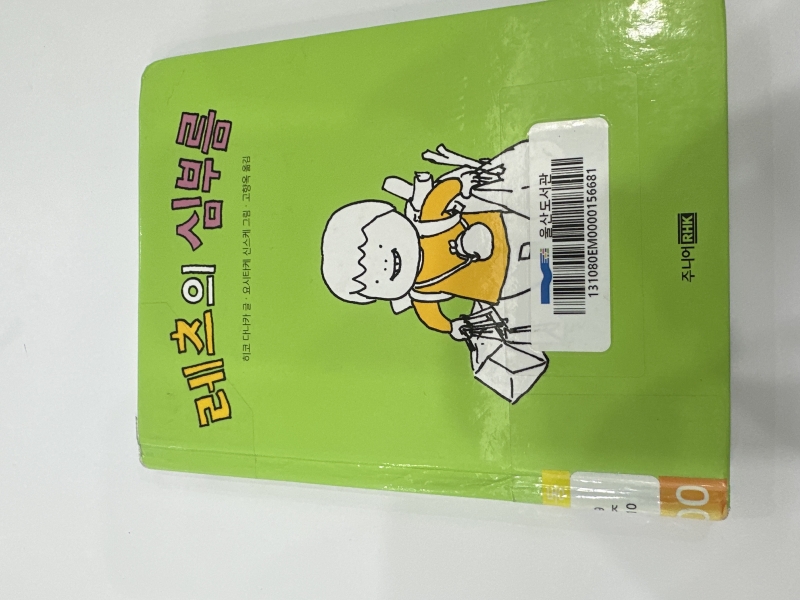 레츠의 심부름
히코 다나카 글 · 요시타케 신스케 그림 · 고향옥 옮김
울산도서관
131080EM0000156681
주니어RHK
00